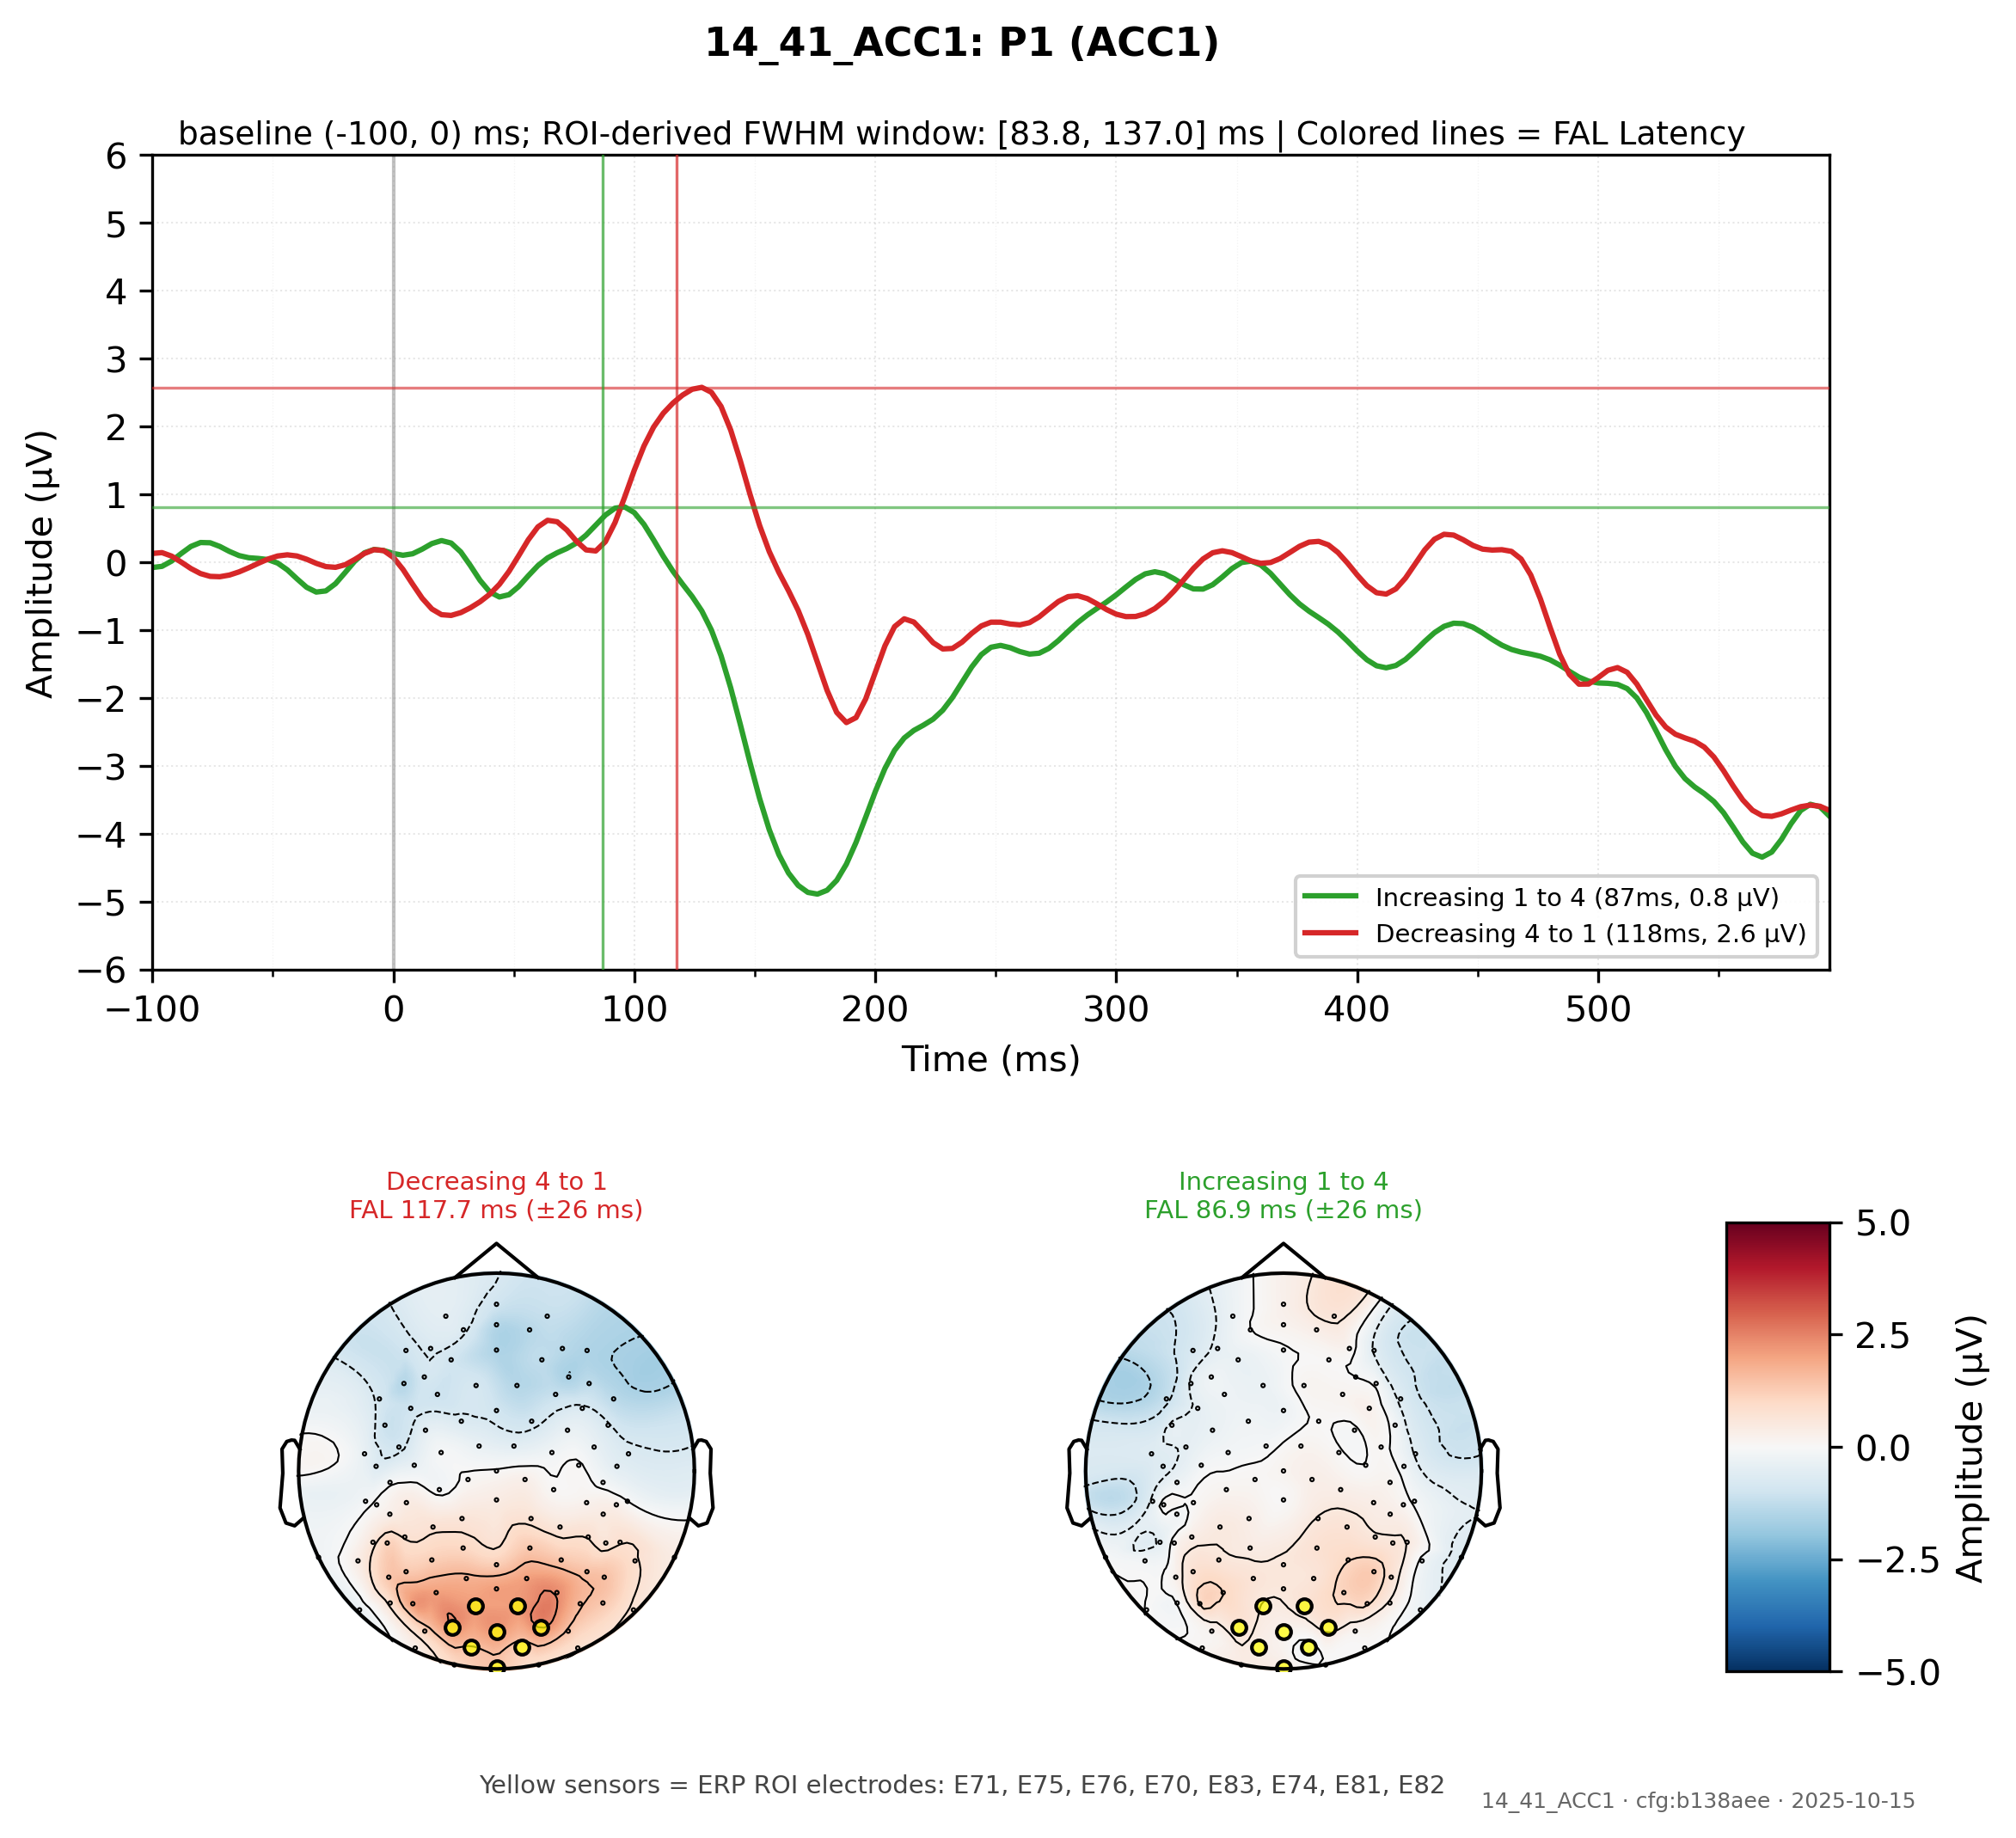 14_41_ACC1: P1 (ACC1)
baseline (-100, 0) ms; ROI-derived FWHM window: [83.8, 137.0] ms | Colored lines = FAL Latency
6
5
4
3
2
1
0
−1
−2
−3
−4
−5
−6
Amplitude (µV)
Increasing 1 to 4 (87ms, 0.8 µV)
Decreasing 4 to 1 (118ms, 2.6 µV)
−100 0 100 200 300 400 500
Time (ms)
Decreasing 4 to 1
FAL 117.7 ms (±26 ms)
Increasing 1 to 4
FAL 86.9 ms (±26 ms)
5.0
2.5
0.0
−2.5
−5.0
Amplitude (µV)
Yellow sensors = ERP ROI electrodes: E71, E75, E76, E70, E83, E74, E81, E82
14_41_ACC1 · cfg:b138aee · 2025-10-15